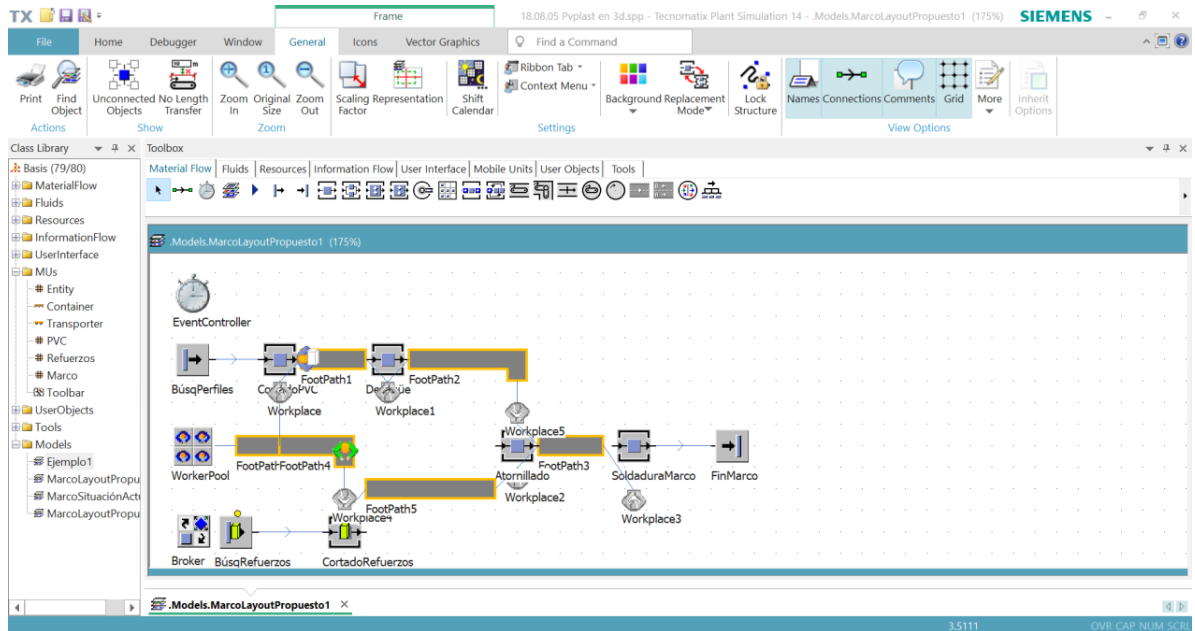 TX
Frame
18.08.05 Pvplast en 3d.spp - Tecnomatix Plant Simulation 14 - .Models.MarcoLayoutPropuesto1 (175%)
SIEMENS
File Home Debugger Window General Icons Vector Graphics Find a Command
Print Find Object Unconnected Objects No Length Transfer Zoom In Original Size Zoom Out Scaling Factor Representation Shift Calendar Ribbon Tab Context Menu Background Replacement Mode Lock Structure Names Connections Comments Grid More Inherit Options
Actions Show Zoom Settings View Options
Class Library
Toolbox
Basis (79/80)
MaterialFlow
Fluids
Resources
InformationFlow
UserInterface
MUs
Entity
Container
Transporter
PVC
Refuerzos
Marco
Toolbar
UserObjects
Tools
Models
Ejemplo1
MarcoLayoutPropu
MarcoSituaciónActu
MarcoLayoutPropu
Material Flow Fluids Resources Information Flow User Interface Mobile Units User Objects Tools
.Models.MarcoLayoutPropuesto1 (175%)
EventController
FootPath1 FootPath2
BúsqPerfiles
Workplace Workplace1
Workplace5
FootPath4 FootPath3
WorkerPool Atornillado SoldaduraMarco FinMarco
Workplace2
FootPath5
Workplace4 Workplace3
Broker BúsqRefuerzos CortadoRefuerzos
.Models.MarcoLayoutPropuesto1
3.5111 OVR CAP NUM SCRL